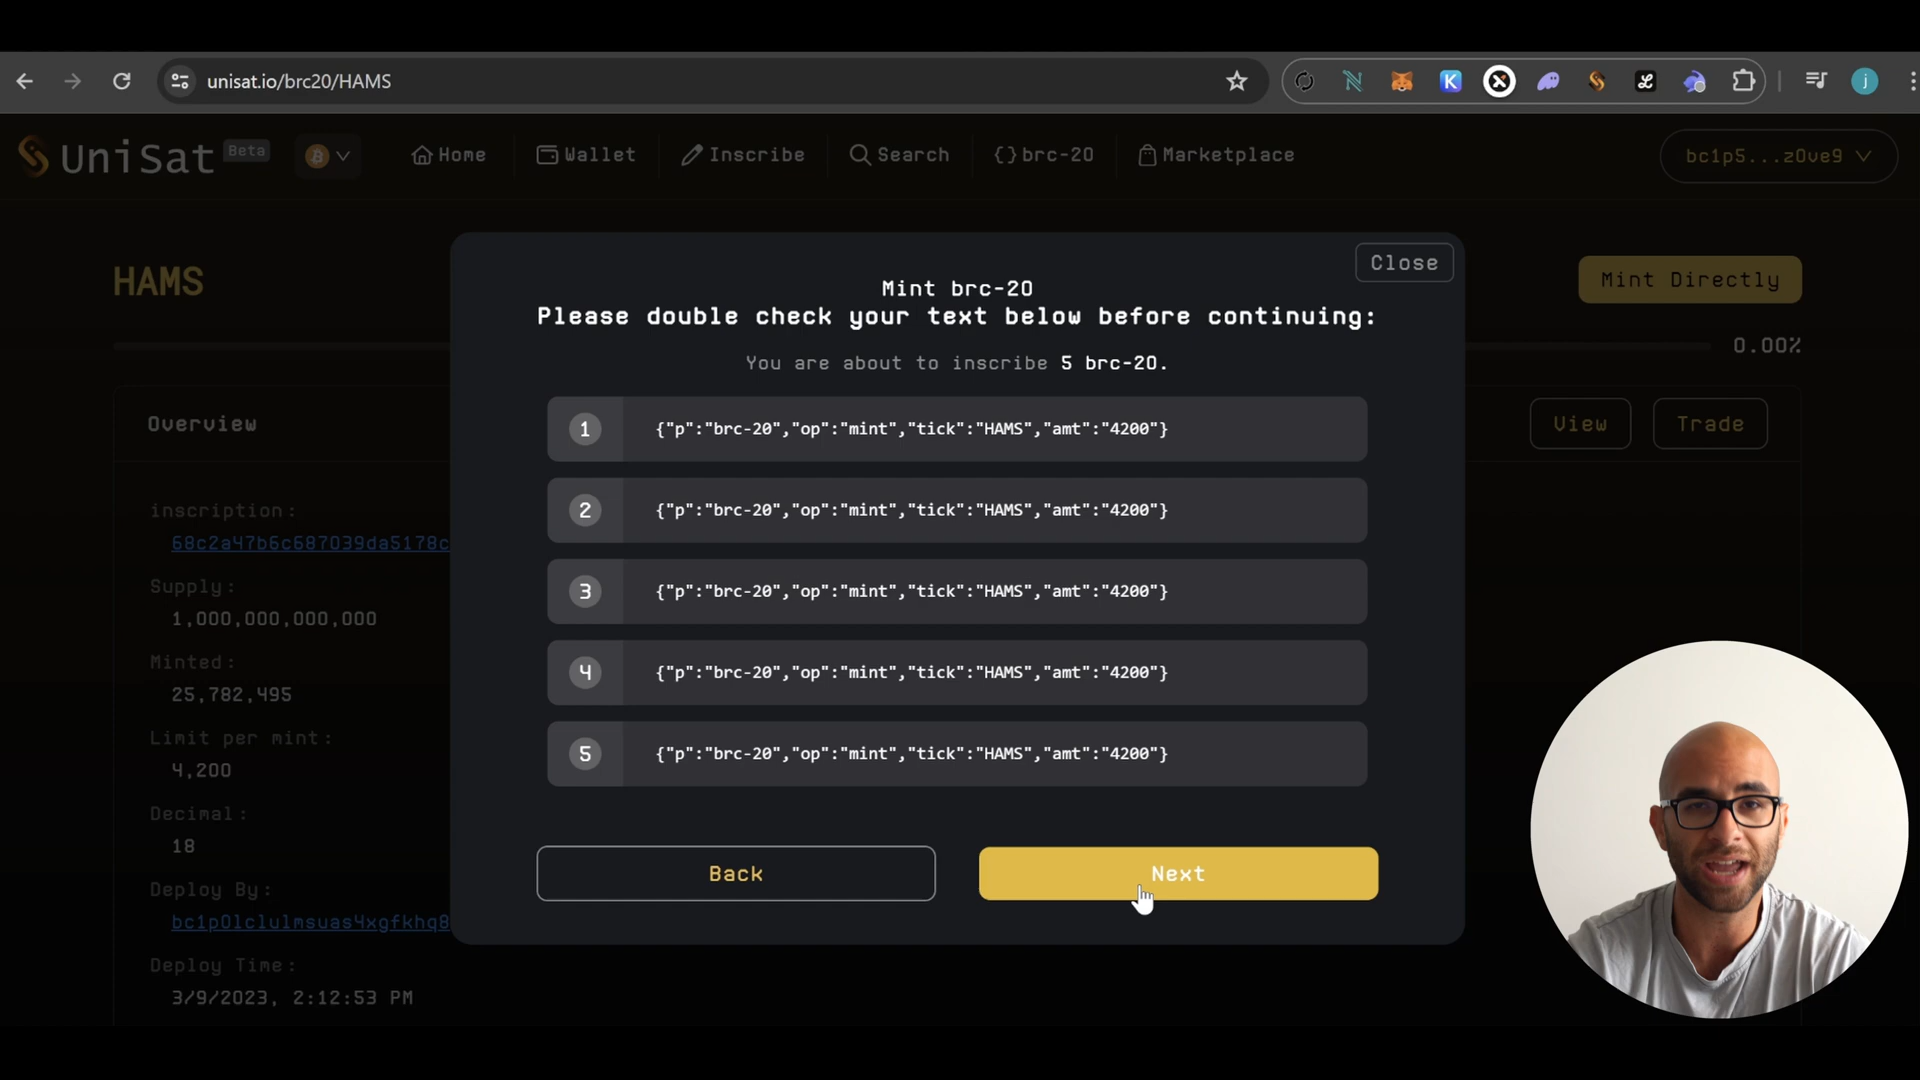 unisat.io/brc20/HAMS
K
j
UniSat Beta
Home
Wallet
Inscribe
Search
{} brc-20
Marketplace
bc1p5...z0ve9
HAMS
Mint Directly
0.00%
Close
Mint brc-20
Please double check your text below before continuing:
You are about to inscribe 5 brc-20.
1 {"p":"brc-20","op":"mint","tick":"HAMS","amt":"4200"}
2 {"p":"brc-20","op":"mint","tick":"HAMS","amt":"4200"}
3 {"p":"brc-20","op":"mint","tick":"HAMS","amt":"4200"}
4 {"p":"brc-20","op":"mint","tick":"HAMS","amt":"4200"}
5 {"p":"brc-20","op":"mint","tick":"HAMS","amt":"4200"}
Back
Next
Overview
View
Trade
inscription:
68c2a47b6c687039da5178c
Supply:
1,000,000,000,000
Minted:
25,782,495
Limit per mint:
4,200
Decimal:
18
Deploy By:
bc1p0lclulmsuas4xgfkhq8
Deploy Time:
3/9/2023, 2:12:53 PM